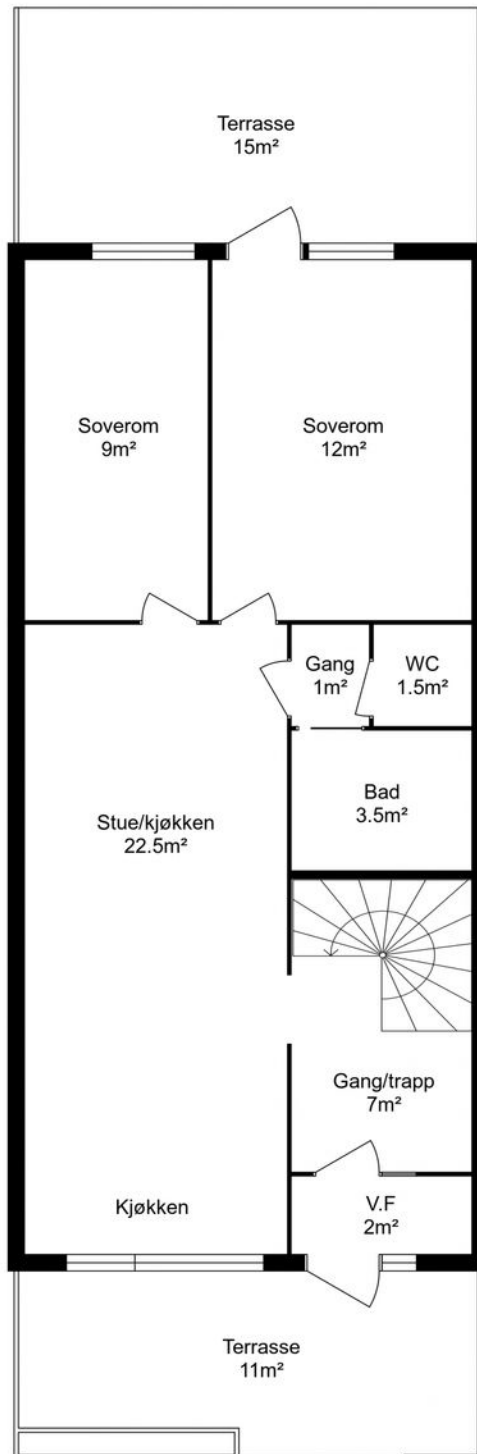 Terrasse
15m²
Soverom
9m²
Soverom
12m²
Gang
1m²
WC
1.5m²
Bad
3.5m²
Stue/kjøkken
22.5m²
Gang/trapp
7m²
Kjøkken
V.F
2m²
Terrasse
11m²